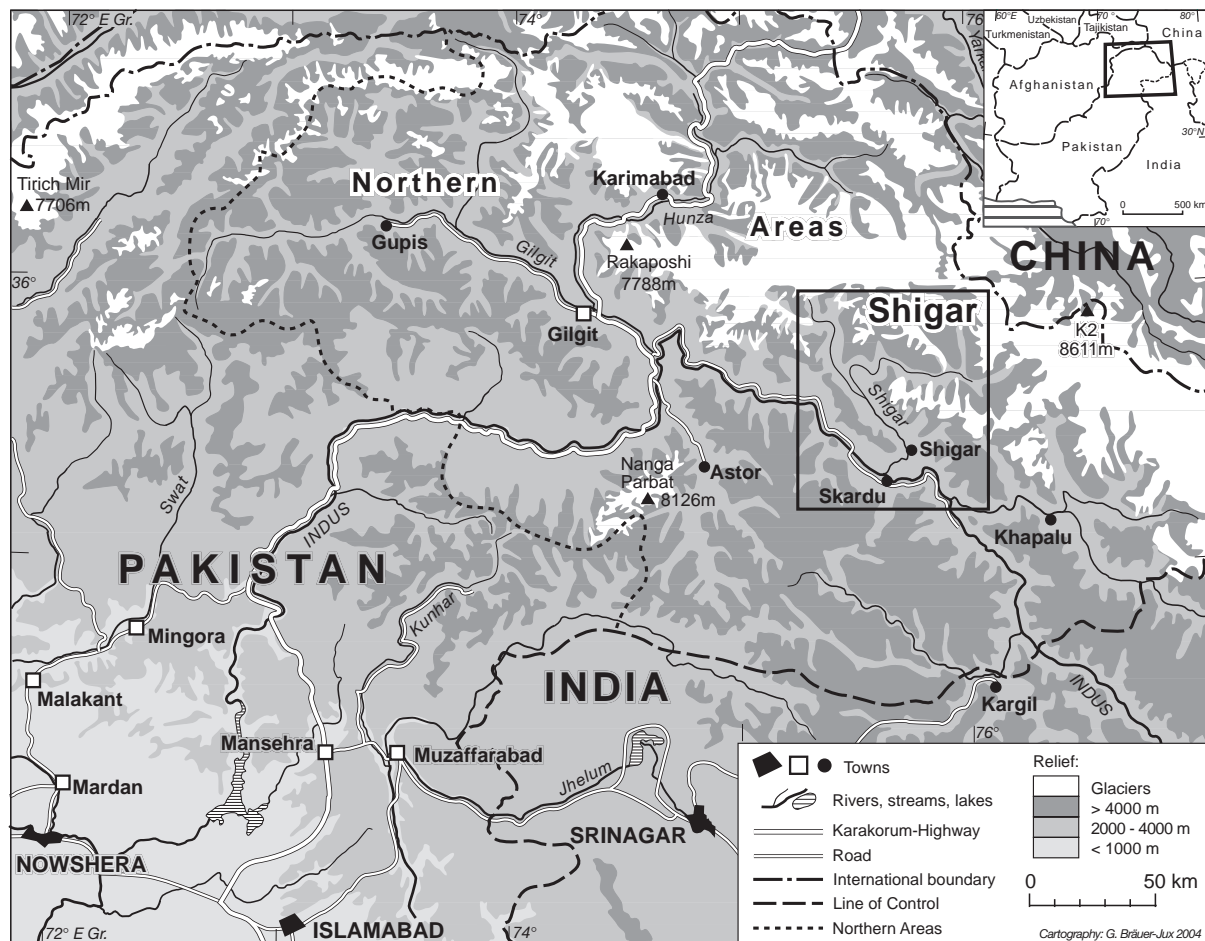 72° E Gr.
74°
76
Yarke
60°E
70°
80°
Uzbekistan
Tajikistan
Turkmenistan
China
Afghanistan
30°N
Pakistan
India
0 500 km
70°
Tirich Mir
7706m
Northern
Karimabad
Hunza
Areas
Gupis
Gilgit
Rakaposhi
7788m
CHINA
36°
Gilgit
Shigar
K2
8611m
Shigar
Shigar
Nanga
Parbat
8126m
Astor
Skardu
Swat
INDUS
Khapalu
PAKISTAN
Kunhar
Mingora
INDIA
Malakant
Kargil
INDUS
76°
Mansehra
Muzaffarabad
Mardan
Jhelum
SRINAGAR
NOWSHERA
ISLAMABAD
72° E Gr.
74°
Towns
Rivers, streams, lakes
Karakorum-Highway
Road
International boundary
Line of Control
Northern Areas
Relief:
Glaciers
> 4000 m
2000 - 4000 m
< 1000 m
0 50 km
Cartography: G. Bräuer-Jux 2004